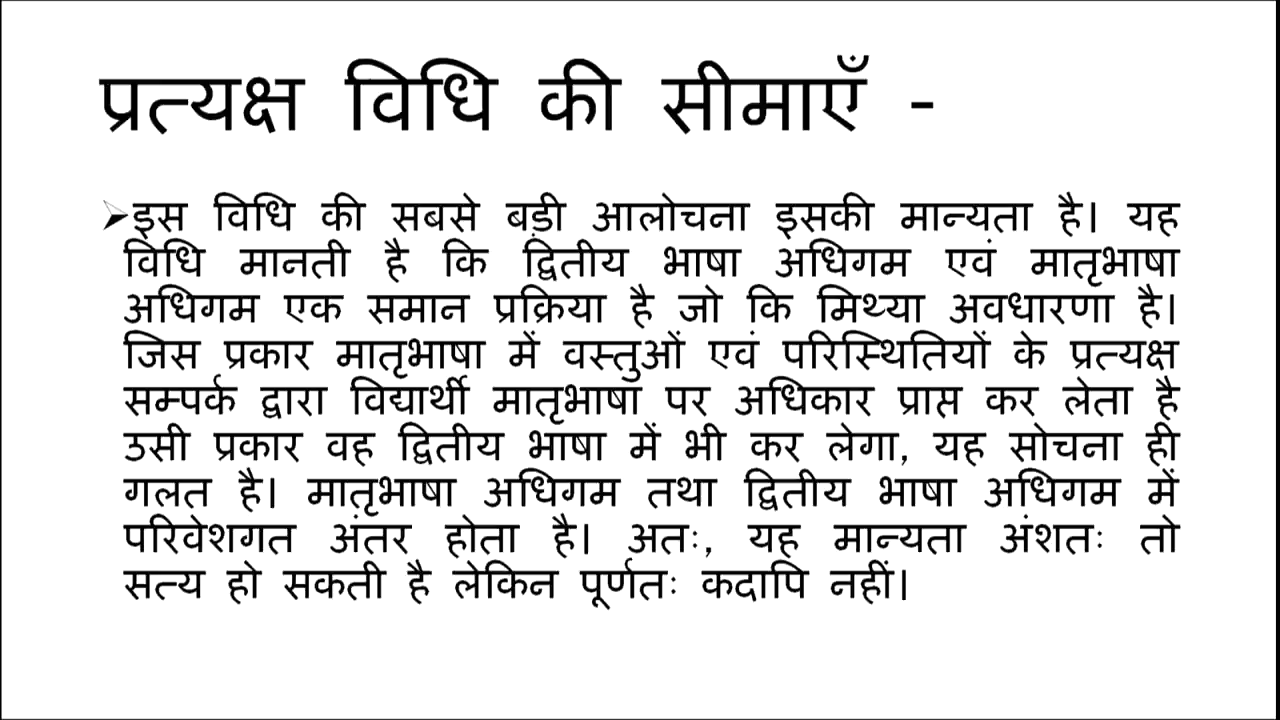 प्रत्यक्ष विधि की सीमाएँ -
➢इस विधि की सबसे बड़ी आलोचना इसकी मान्यता है। यह
विधि मानती है कि द्वितीय भाषा अधिगम एवं मातृभाषा
अधिगम एक समान प्रक्रिया है जो कि मिथ्या अवधारणा है।
जिस प्रकार मातृभाषा में वस्तुओं एवं परिस्थितियों के प्रत्यक्ष
सम्पर्क द्वारा विद्यार्थी मातृभाषा पर अधिकार प्राप्त कर लेता है
उसी प्रकार वह द्वितीय भाषा में भी कर लेगा, यह सोचना ही
गलत है। मातृभाषा अधिगम तथा द्वितीय भाषा अधिगम में
परिवेशगत अंतर होता है। अतः, यह मान्यता अंशतः तो
सत्य हो सकती है लेकिन पूर्णतः कदापि नहीं।